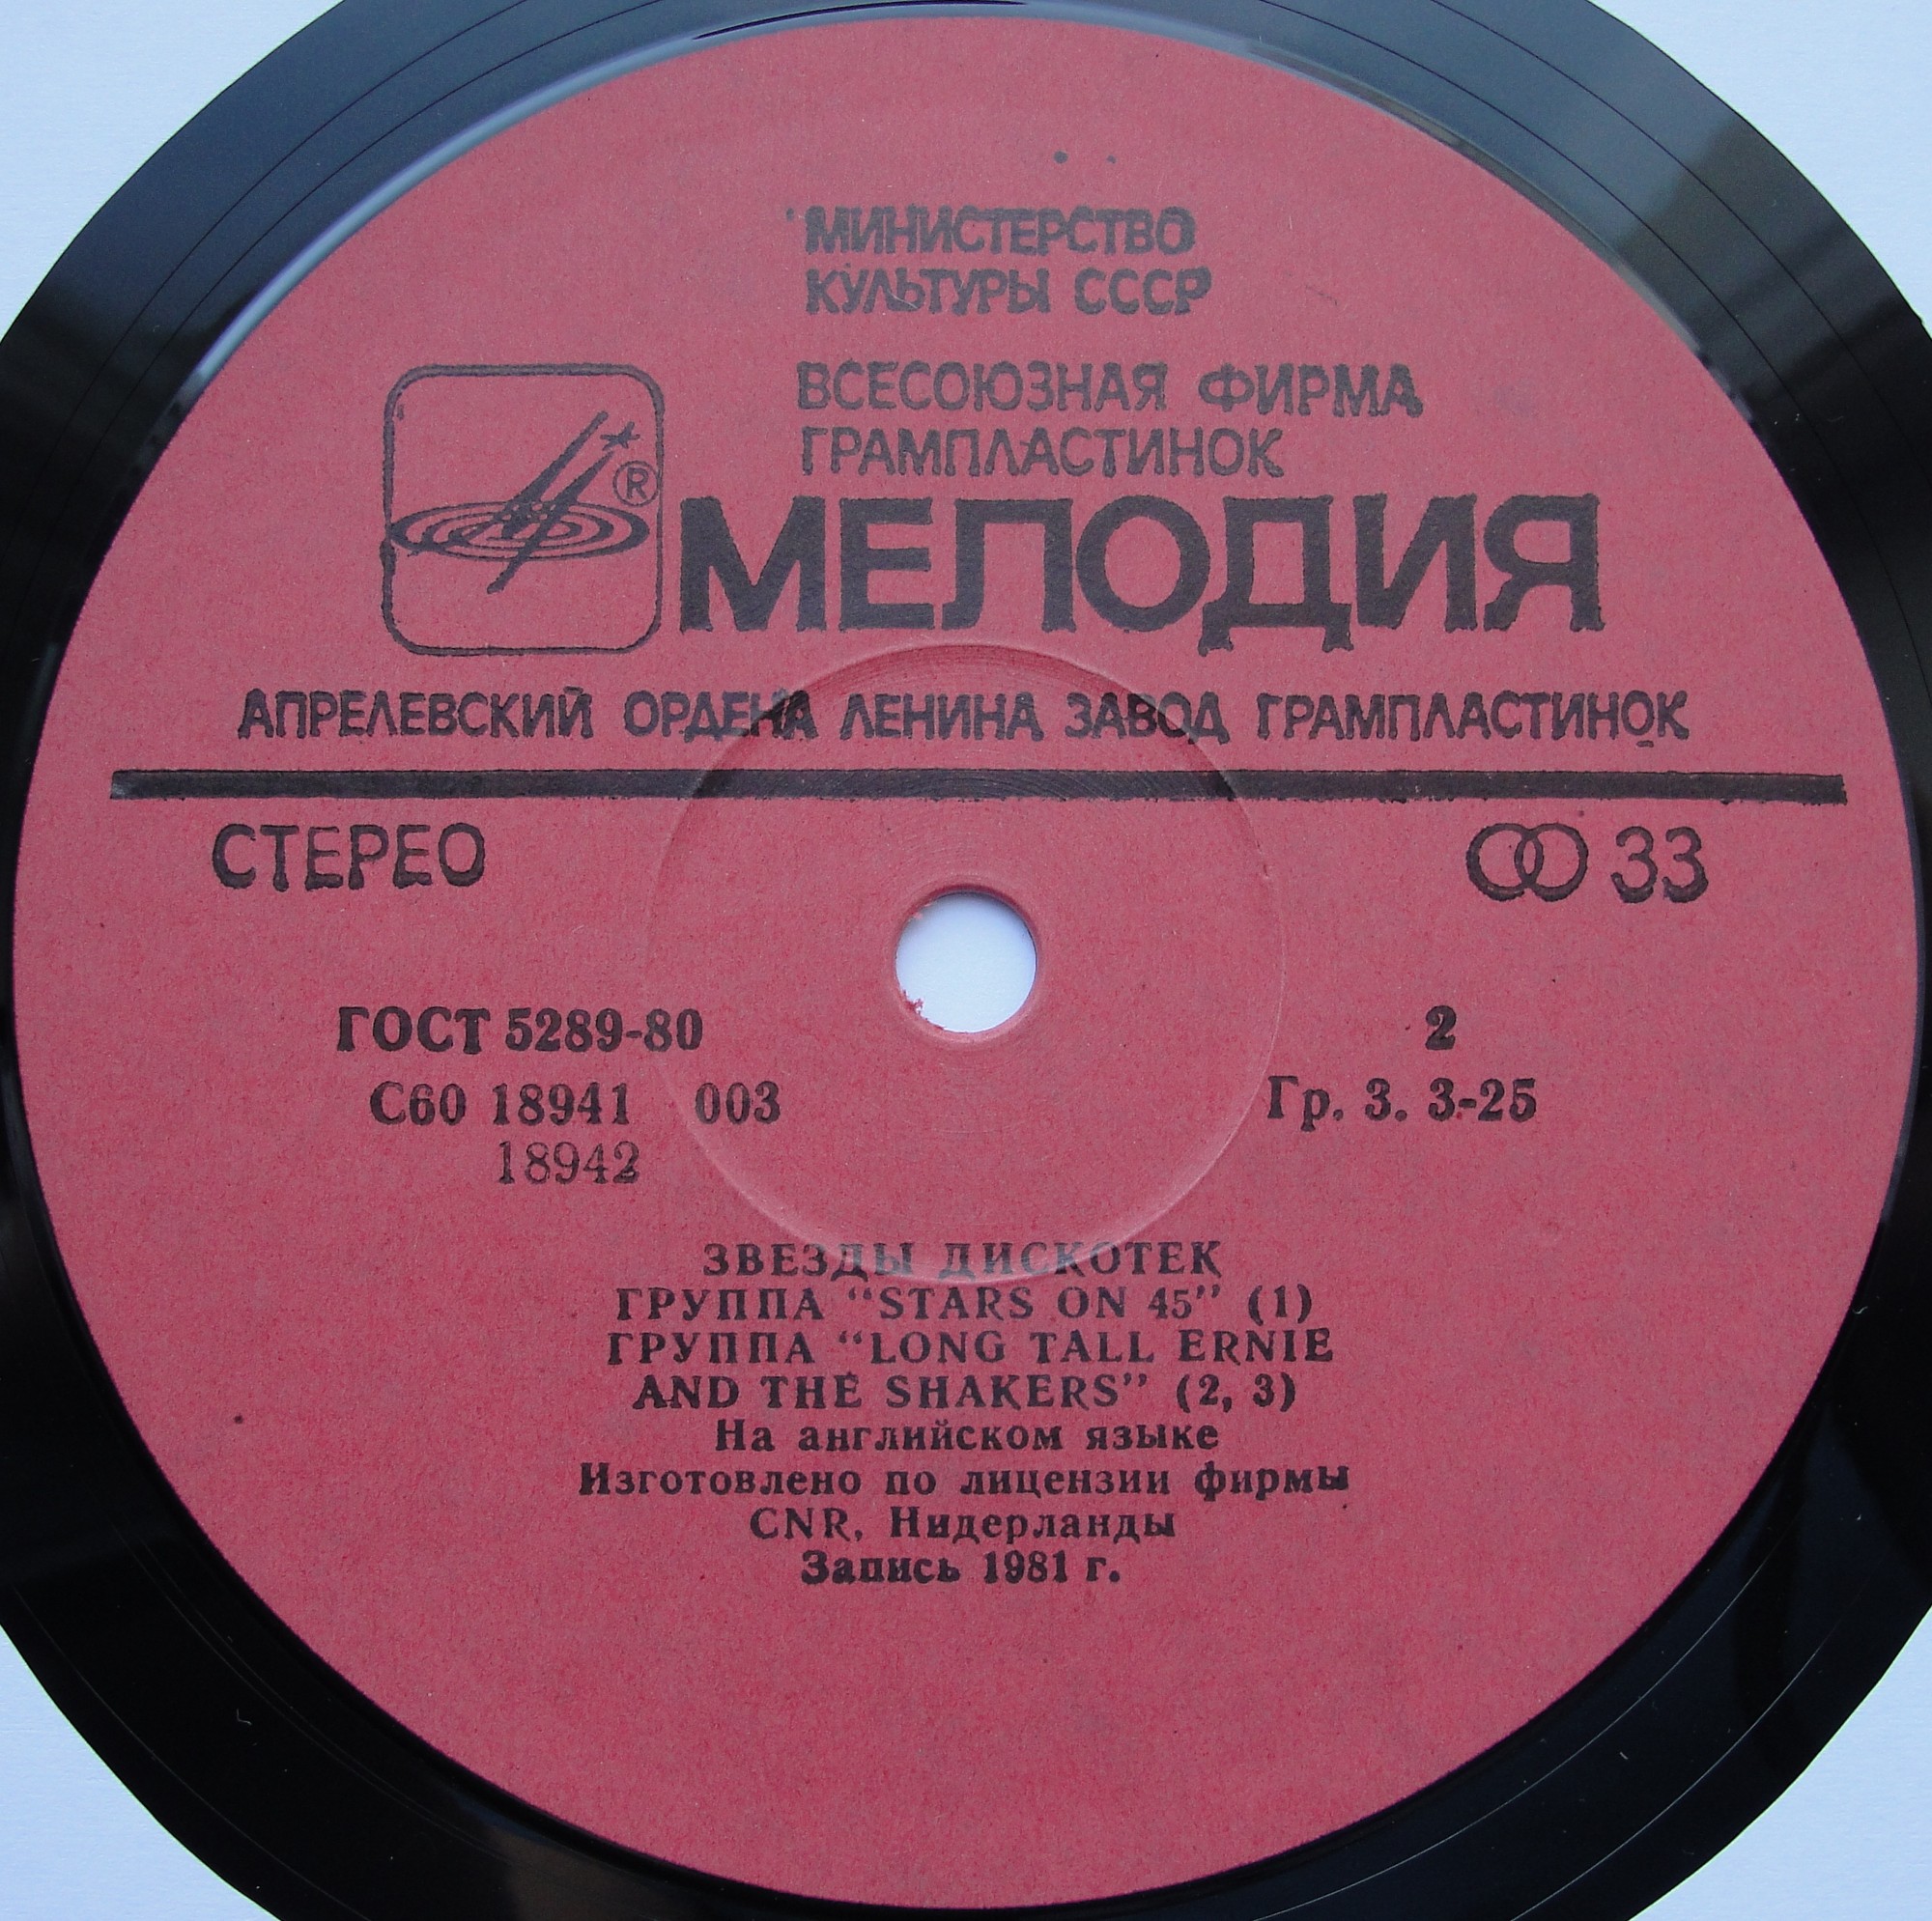 МИНИСТЕРСТВО
КУЛЬТУРЫ СССР
ВСЕСОЮЗНАЯ ФИРМА
ГРАМПЛАСТИНОК
®
МЕЛОДИЯ
АПРЕЛЕВСКИЙ ОРДЕНА ЛЕНИНА ЗАВОД ГРАМПЛАСТИНОК
СТЕРЕО 33
ГОСТ 5289-80 2
С60 18941 003 Гр. 3. 3-25
18942
ЗВЕЗДЫ ДИСКОТЕК
ГРУППА “STARS ON 45” (1)
ГРУППА “LONG TALL ERNIE
AND THE SHAKERS” (2, 3)
На английском языке
Изготовлено по лицензии фирмы
CNR, Нидерланды
Запись 1981 г.